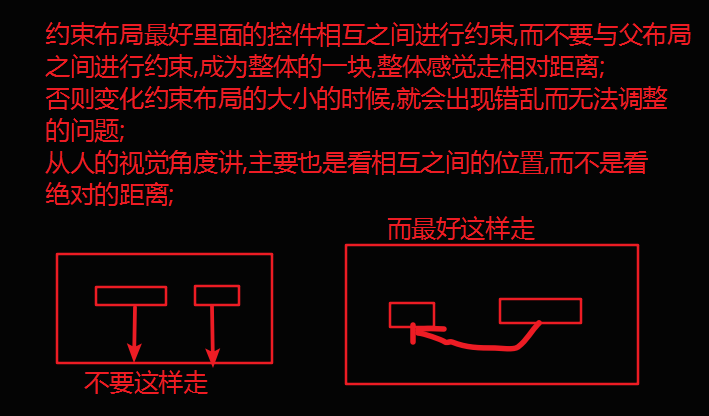 约束布局最好里面的控件相互之间进行约束,而不要与父布局
之间进行约束,成为整体的一块,整体感觉走相对距离;
否则变化约束布局的大小的时候,就会出现错乱而无法调整
的问题;
从人的视觉角度讲,主要也是看相互之间的位置,而不是看
绝对的距离;
而最好这样走
不要这样走